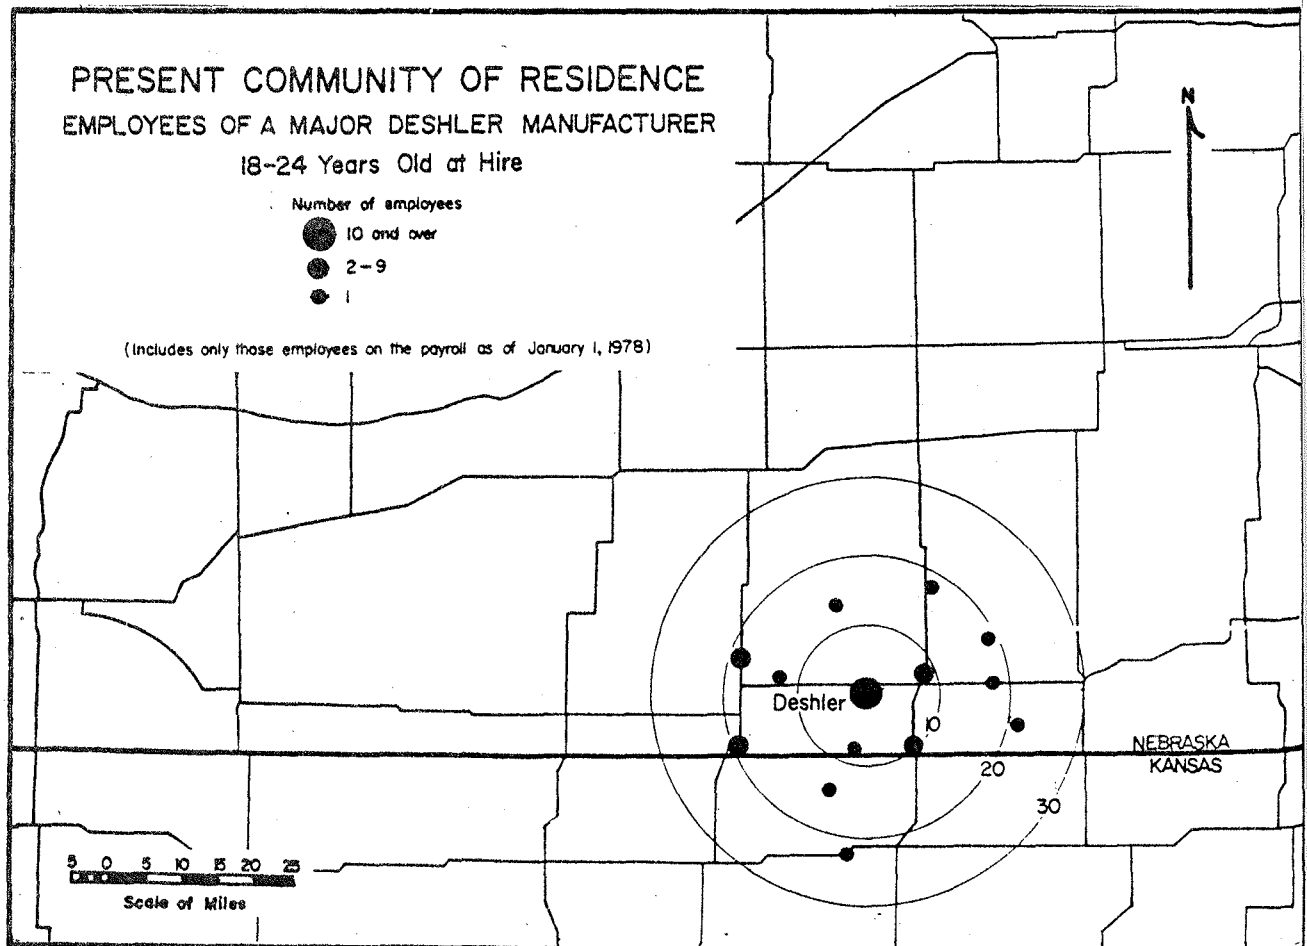 PRESENT COMMUNITY OF RESIDENCE
EMPLOYEES OF A MAJOR DESHLER MANUFACTURER
18-24 Years Old at Hire
Number of employees
10 and over
2-9
1
(Includes only those employees on the payroll as of January 1, 1978)
N
Deshler
10
20
30
NEBRASKA
KANSAS
5 0 5 10 15 20 25
Scale of Miles